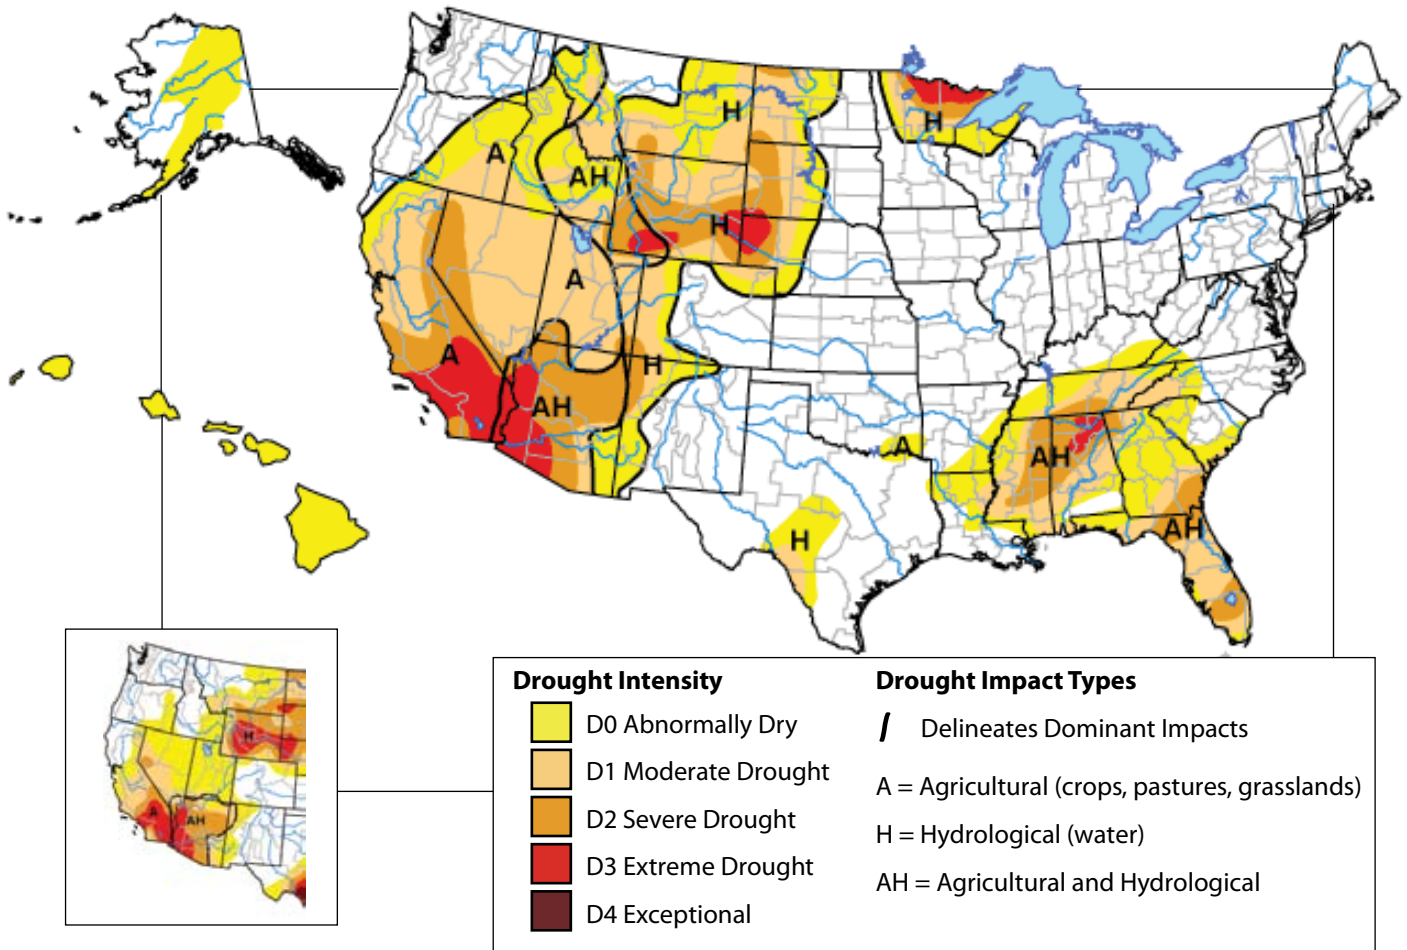 H
H
A
AH
H
A
A
H
AH
A
AH
H
AH
H
A
AH
Drought Intensity
D0 Abnormally Dry
D1 Moderate Drought
D2 Severe Drought
D3 Extreme Drought
D4 Exceptional
Drought Impact Types
Delineates Dominant Impacts
A = Agricultural (crops, pastures, grasslands)
H = Hydrological (water)
AH = Agricultural and Hydrological